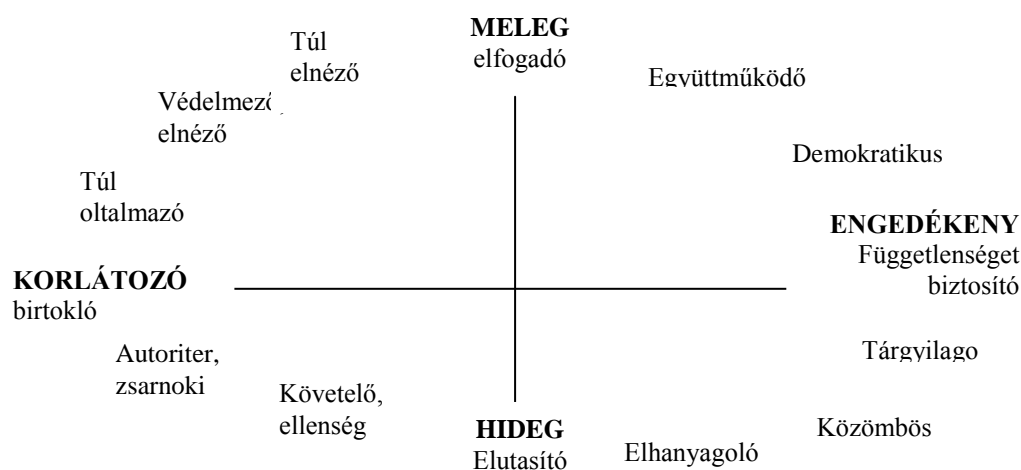 MELEG
elfogadó
Túl
elnéző
Együttműködő
Védelmező,
elnéző
Demokratikus
Túl
oltalmazó
ENGEDÉKENY
Függetlenséget
biztosító
KORLÁTOZÓ
birtokló
Autoriter,
zsarnoki
Tárgyilago
Követelő,
ellenség
HIDEG
Elutasító
Elhanyagoló
Közömbös